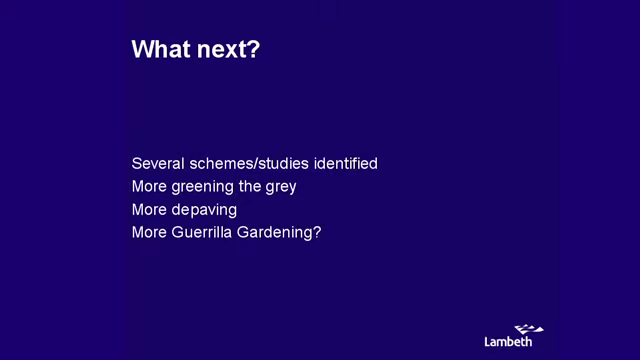 What next?
Several schemes/studies identified
More greening the grey
More depaving
More Guerrilla Gardening?
Lambeth